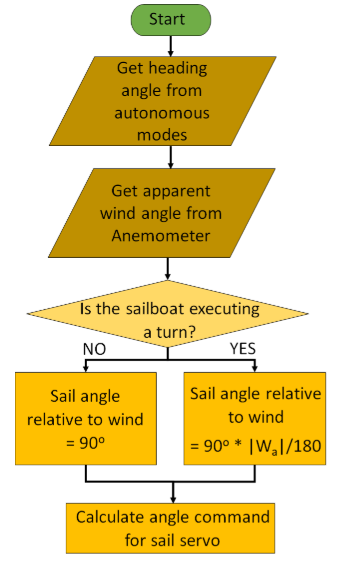 Start
Get heading
angle from
autonomous
modes
Get apparent
wind angle from
Anemometer
Is the sailboat executing
a turn?
NO
YES
Sail angle
relative to wind
= 90º
Sail angle relative
to wind
= 90º * |Wₐ|/180
Calculate angle command
for sail servo